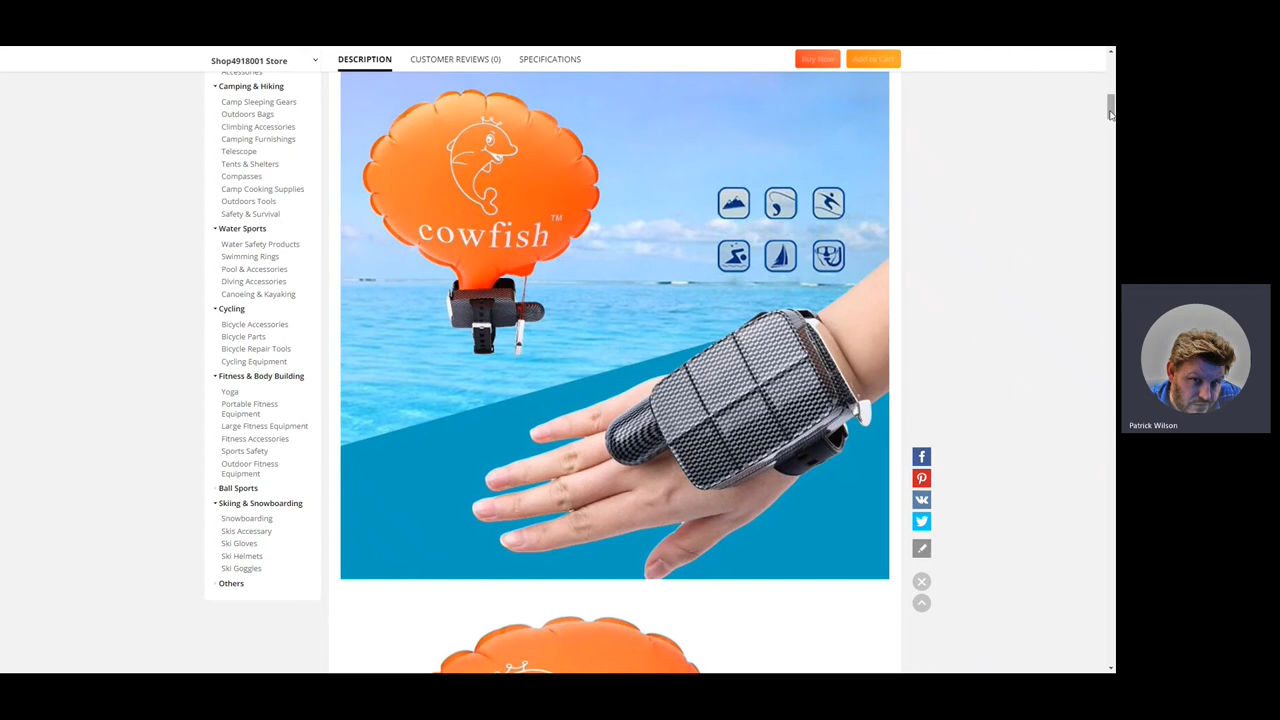 Shop4918001 Store
DESCRIPTION
CUSTOMER REVIEWS (0)
SPECIFICATIONS
Buy Now
Add to Cart
Accessories
Camping & Hiking
Camp Sleeping Gears
Outdoors Bags
Climbing Accessories
Camping Furnishings
Telescope
Tents & Shelters
Compasses
Camp Cooking Supplies
Outdoors Tools
Safety & Survival
Water Sports
Water Safety Products
Swimming Rings
Pool & Accessories
Diving Accessories
Canoeing & Kayaking
Cycling
Bicycle Accessories
Bicycle Parts
Bicycle Repair Tools
Cycling Equipment
Fitness & Body Building
Yoga
Portable Fitness
Equipment
Large Fitness Equipment
Fitness Accessories
Sports Safety
Outdoor Fitness
Equipment
Ball Sports
Skiing & Snowboarding
Snowboarding
Skis Accessary
Ski Gloves
Ski Helmets
Ski Goggles
Others
cowfish TM
Patrick Wilson